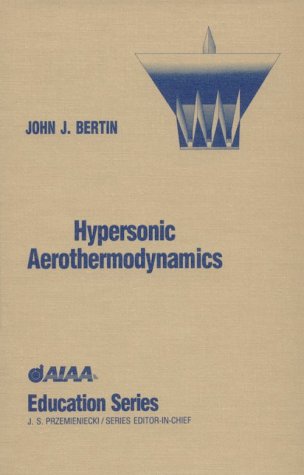 JOHN J. BERTIN
Hypersonic
Aerothermodynamics
AIAA
Education Series
J. S. PRZEMIENIECKI / SERIES EDITOR-IN-CHIEF